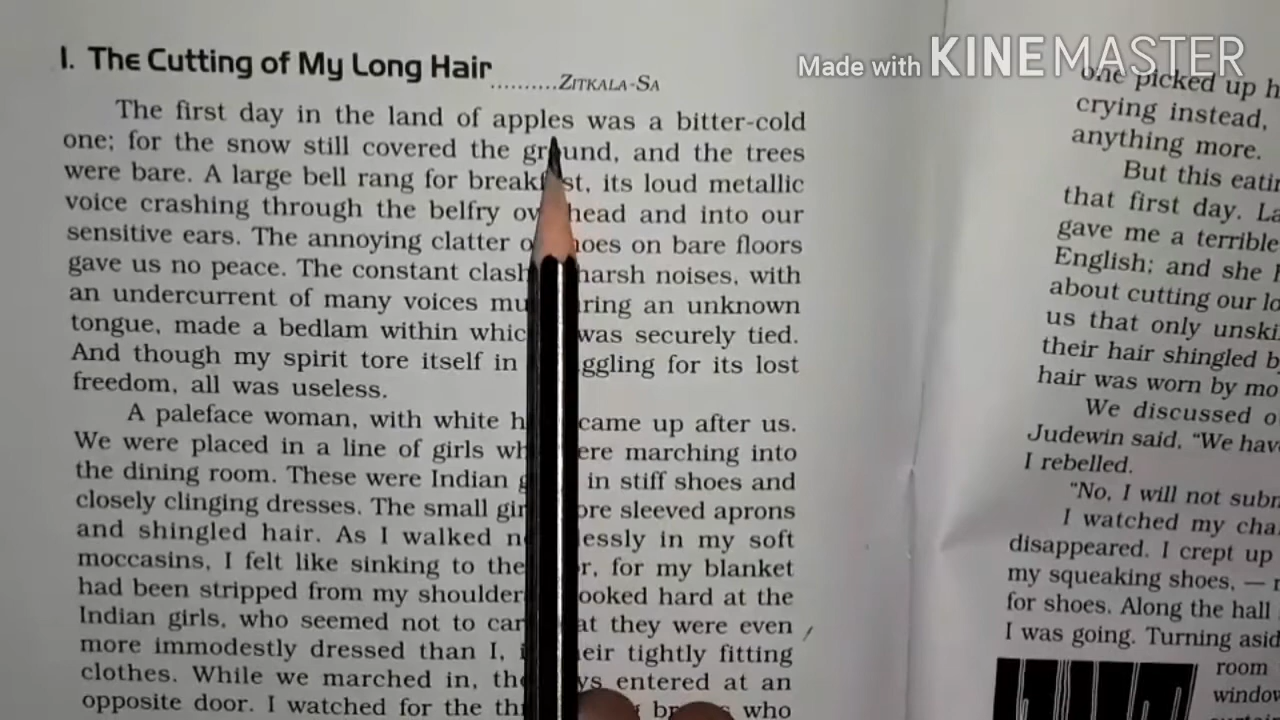 I. The Cutting of My Long Hair
..........ZITKALA-SA
The first day in the land of apples was a bitter-cold
one; for the snow still covered the ground, and the trees
were bare. A large bell rang for breakfast, its loud metallic
voice crashing through the belfry overhead and into our
sensitive ears. The annoying clatter of shoes on bare floors
gave us no peace. The constant clash of harsh noises, with
an undercurrent of many voices murmuring an unknown
tongue, made a bedlam within which I was securely tied.
And though my spirit tore itself in struggling for its lost
freedom, all was useless.
A paleface woman, with white hair, came up after us.
We were placed in a line of girls who were marching into
the dining room. These were Indian girls, in stiff shoes and
closely clinging dresses. The small girls wore sleeved aprons
and shingled hair. As I walked noiselessly in my soft
moccasins, I felt like sinking to the floor, for my blanket
had been stripped from my shoulders. I looked hard at the
Indian girls, who seemed not to care that they were even
more immodestly dressed than I, in their tightly fitting
clothes. While we marched in, the boys entered at an
opposite door. I watched for the three young braves who
one picked up
crying instead,
anything more.
But this
that first day.
gave me a terrible
English; and she
about cutting our
us that only
their hair shingled
hair was worn by
We discussed
Judewin said, "We
I rebelled.
"No, I will not
I watched my
disappeared. I crept up
my squeaking shoes, —
for shoes. Along the hall
I was going. Turning
room
Made with KINEMASTER